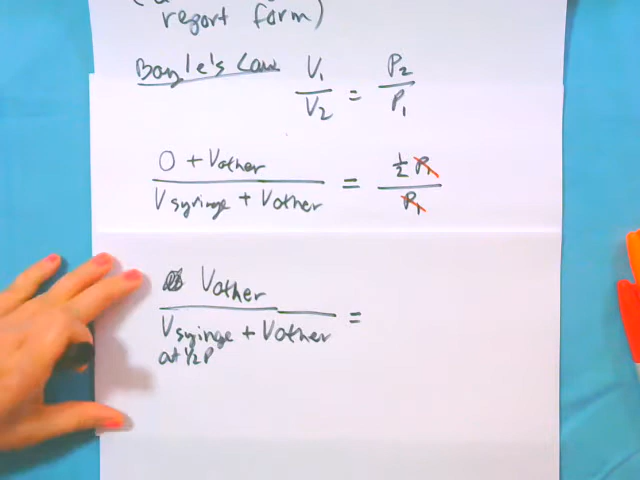 report form)
Boyle's Law V₁/V₂ = P₂/P₁
0 + Vother / Vsyringe + Vother = ½ P₁ / P₁
Vother / Vsyringe + Vother =
at ½ P